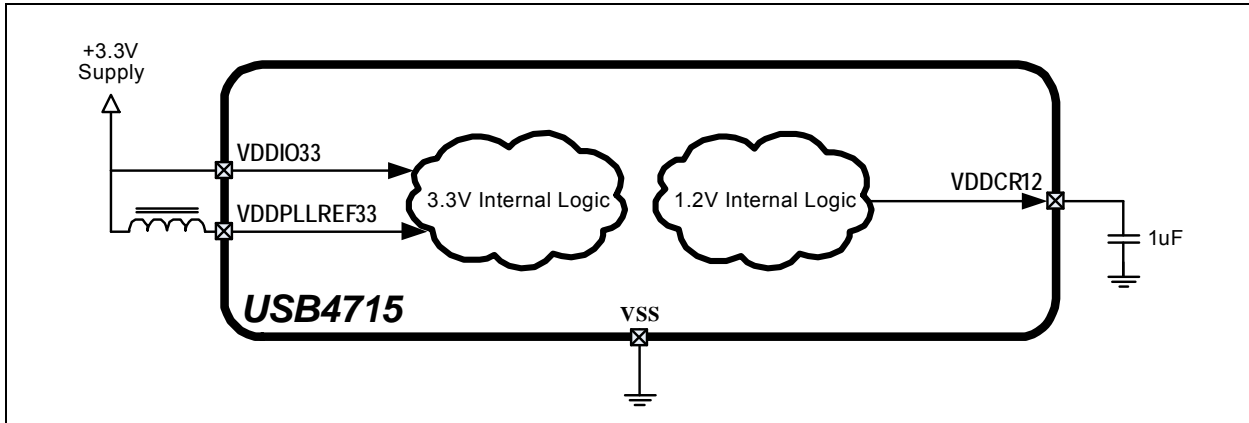 +3.3V
Supply
VDDIO33
VDDPLLREF33
3.3V Internal Logic
1.2V Internal Logic
VDDCR12
1uF
USB4715
VSS